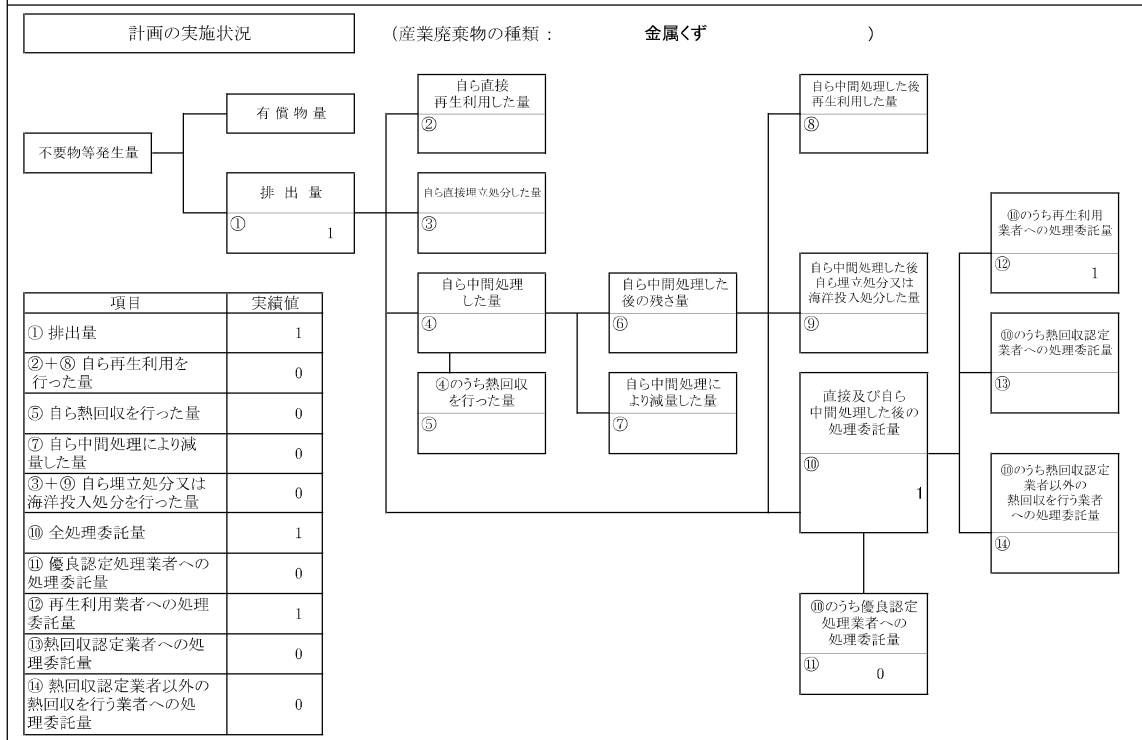 計画の実施状況
(産業廃棄物の種類: 金属くず )
不要物等発生量
有償物量
排出量
①
1
自ら直接
再生利用した量
②
自ら直接埋立処分した量
③
自ら中間処理
した量
④
④のうち熱回収
を行った量
⑤
自ら中間処理した
後の残さ量
⑥
自ら中間処理に
より減量した量
⑦
自ら中間処理した後
再生利用した量
⑧
自ら中間処理した後
自ら埋立処分又は
海洋投入処分した量
⑨
直接及び自ら
中間処理した後の
処理委託量
⑩
1
⑩のうち優良認定
処理業者への
処理委託量
⑪
0
⑩のうち再生利用
業者への処理委託量
⑫
1
⑩のうち熱回収認定
業者への処理委託量
⑬
⑩のうち熱回収認定
業者以外の
熱回収を行う業者
への処理委託量
⑭
項目 実績値
① 排出量 1
②+⑧ 自ら再生利用を
行った量 0
⑤ 自ら熱回収を行った量 0
⑦ 自ら中間処理により減
量した量 0
③+⑨ 自ら埋立処分又は
海洋投入処分を行った量 0
⑩ 全処理委託量 1
⑪ 優良認定処理業者への
処理委託量 0
⑫ 再生利用業者への処理
委託量 1
⑬熱回収認定業者への処
理委託量 0
⑭ 熱回収認定業者以外の
熱回収を行う業者への処
理委託量 0